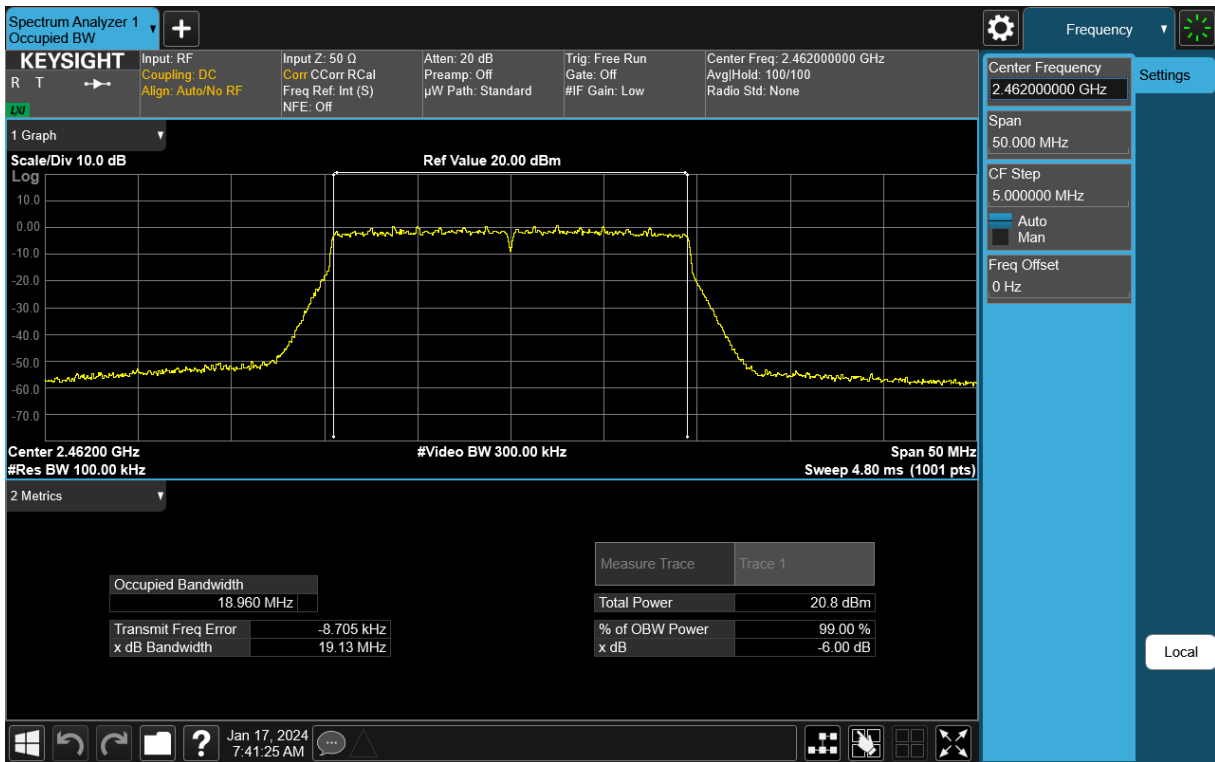 Spectrum Analyzer 1
Occupied BW
Frequency
KEYSIGHT
R T
LXI
Input: RF
Coupling: DC
Align: Auto/No RF
Input Z: 50 Ω
Corr CCorr RCal
Freq Ref: Int (S)
NFE: Off
Atten: 20 dB
Preamp: Off
µW Path: Standard
Trig: Free Run
Gate: Off
#IF Gain: Low
Center Freq: 2.462000000 GHz
Avg|Hold: 100/100
Radio Std: None
Center Frequency
2.462000000 GHz
Settings
Span
50.000 MHz
CF Step
5.000000 MHz
Auto
Man
Freq Offset
0 Hz
Local
1 Graph
Scale/Div 10.0 dB
Ref Value 20.00 dBm
Log
10.0
0.00
-10.0
-20.0
-30.0
-40.0
-50.0
-60.0
-70.0
Center 2.46200 GHz
#Video BW 300.00 kHz
Span 50 MHz
#Res BW 100.00 kHz
Sweep 4.80 ms (1001 pts)
2 Metrics
Measure Trace Trace 1
Occupied Bandwidth
18.960 MHz
Total Power 20.8 dBm
Transmit Freq Error -8.705 kHz
% of OBW Power 99.00 %
x dB Bandwidth 19.13 MHz
x dB -6.00 dB
?
Jan 17, 2024
7:41:25 AM